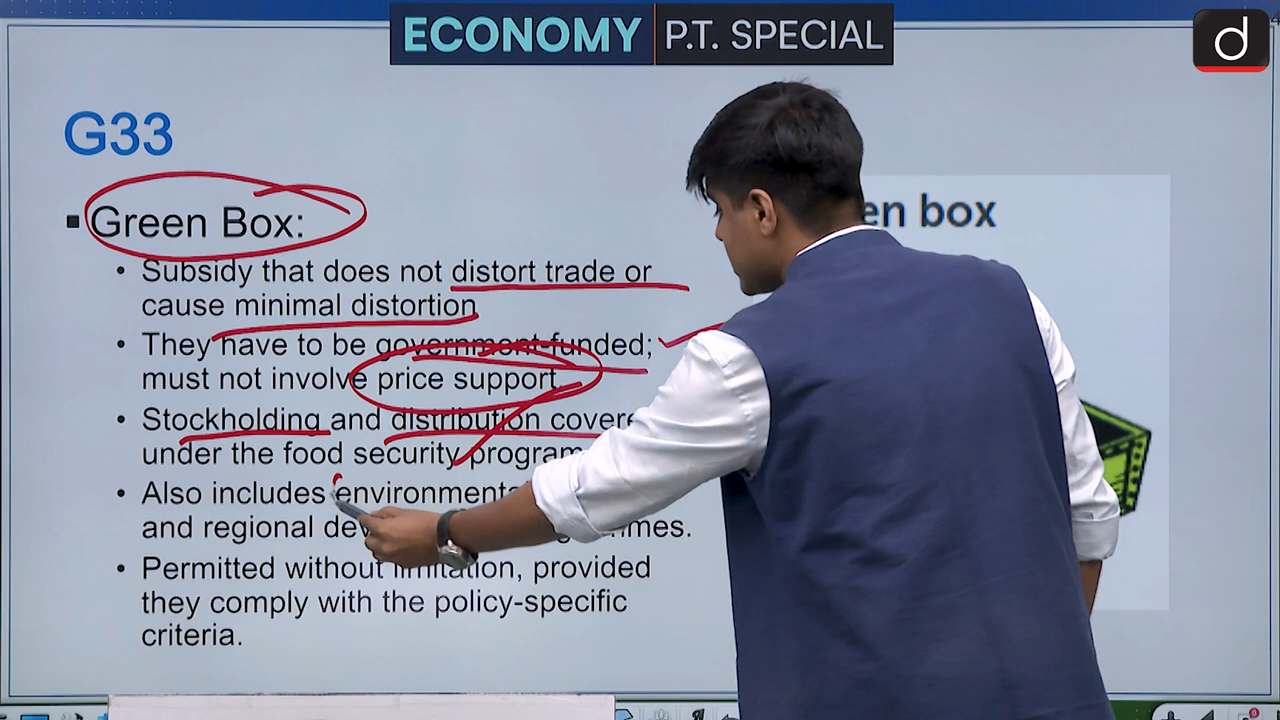 ECONOMY P.T. SPECIAL
d
G33
▪ Green Box:
• Subsidy that does not distort trade or
cause minimal distortion
• They have to be government-funded;
must not involve price support.
• Stockholding and distribution
under the food security
• Also includes
and regional
• Permitted without limitation, provided
they comply with the policy-specific
criteria.
box